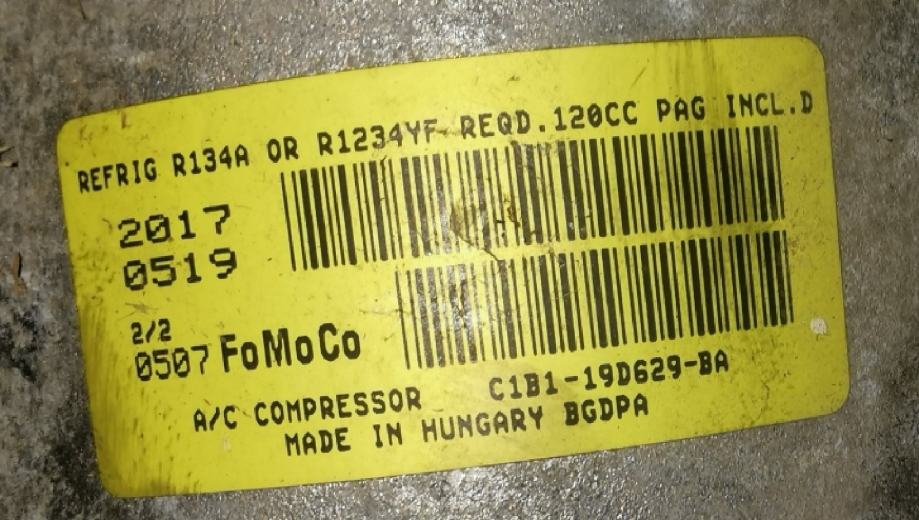 REFRIG R134A OR R1234YF REQD.120CC PAG INCL.D
2017
0519
2/2
0507 FoMoCo
A/C COMPRESSOR C1B1-19D629-BA
MADE IN HUNGARY BGDPA